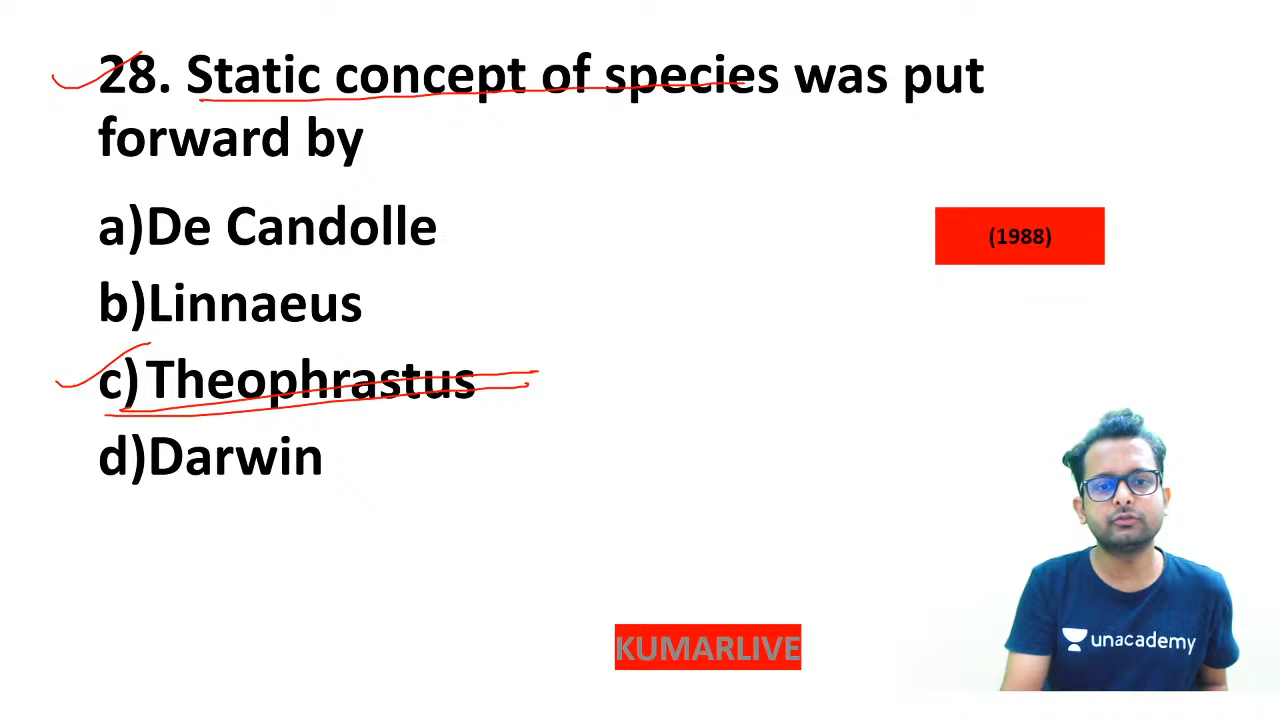 28. Static concept of species was put
forward by
a)De Candolle
(1988)
b)Linnaeus
c)Theophrastus
d)Darwin
unacademy
KUMARLIVE